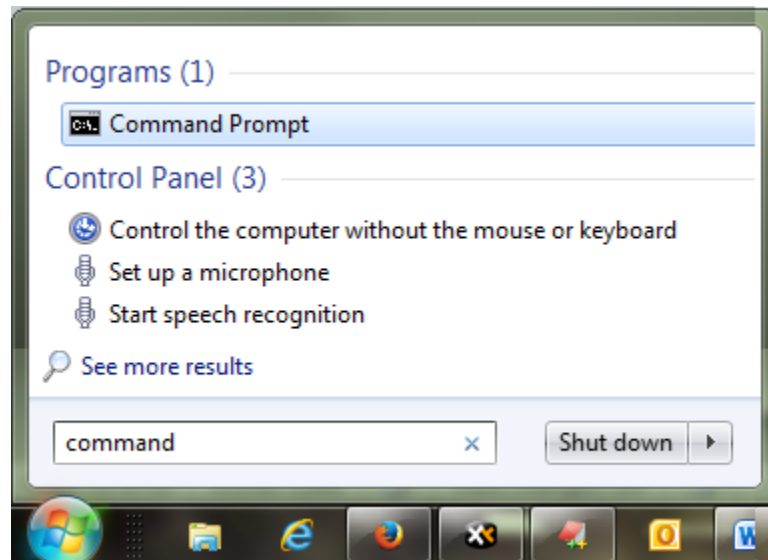 Programs (1)
Command Prompt
Control Panel (3)
Control the computer without the mouse or keyboard
Set up a microphone
Start speech recognition
See more results
command
Shut down